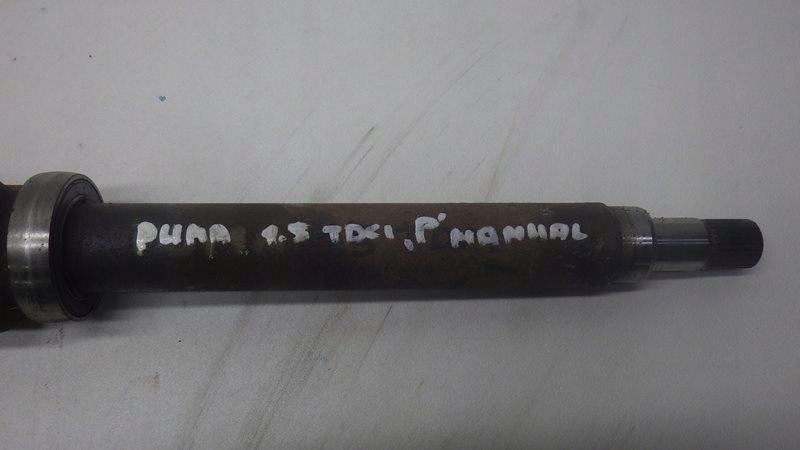 PUMA 1.5 TDCI, P' MANUAL